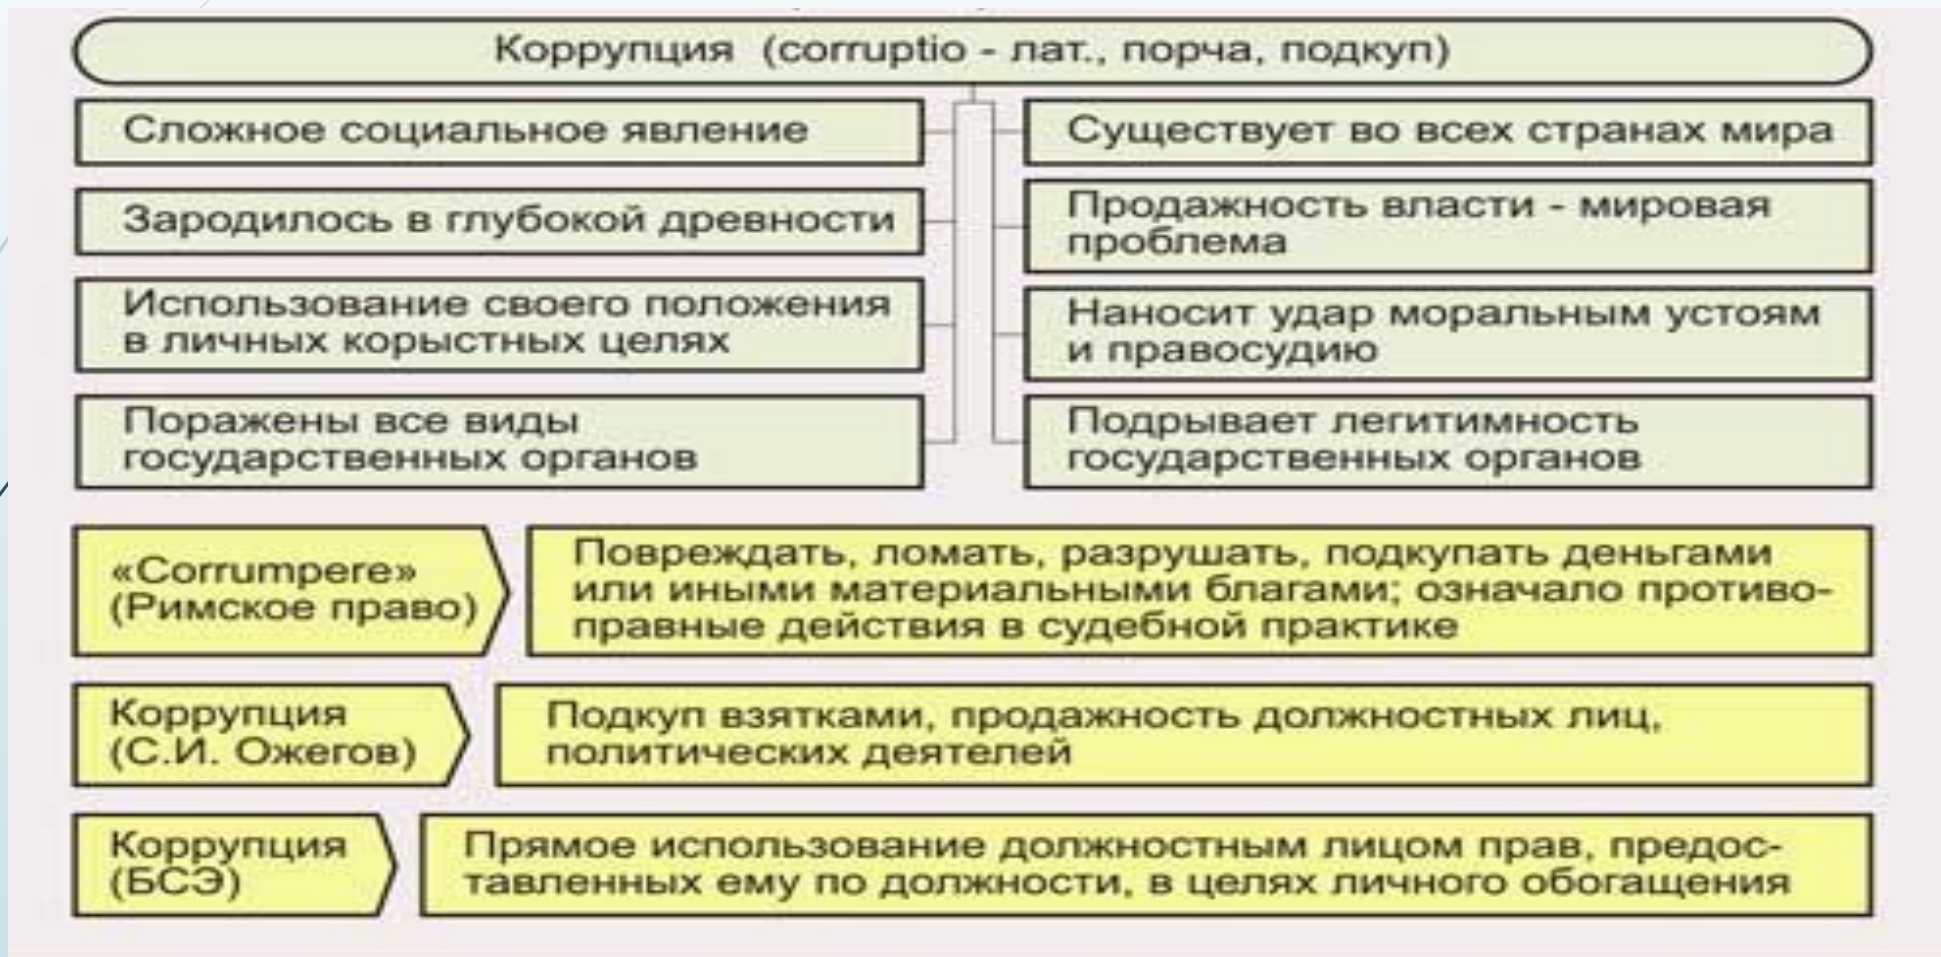 Коррупция (corruptio - лат., порча, подкуп)
Сложное социальное явление
Зародилось в глубокой древности
Использование своего положения
в личных корыстных целях
Поражены все виды
государственных органов
Существует во всех странах мира
Продажность власти - мировая
проблема
Наносит удар моральным устоям
и правосудию
Подрывает легитимность
государственных органов
«Corrumpere»
(Римское право)
Повреждать, ломать, разрушать, подкупать деньгами
или иными материальными благами; означало противо-
правные действия в судебной практике
Коррупция
(С.И. Ожегов)
Подкуп взятками, продажность должностных лиц,
политических деятелей
Коррупция
(БСЭ)
Прямое использование должностным лицом прав, предос-
тавленных ему по должности, в целях личного обогащения